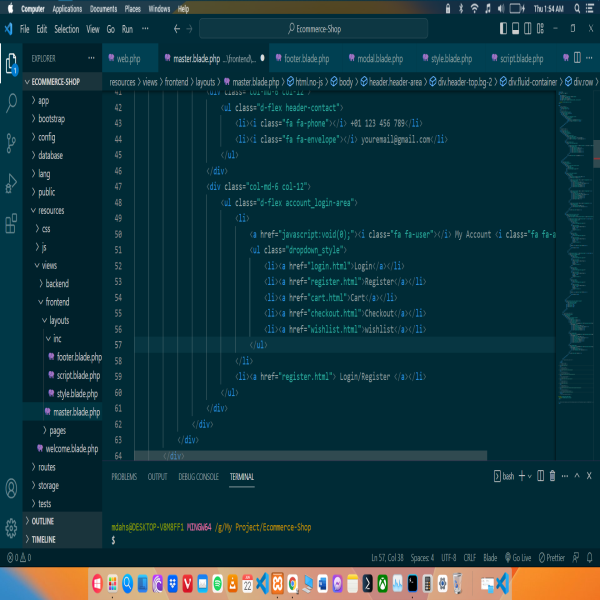 Computer Applications Documents Places Windows Help Thu 1:54 AM
File Edit Selection View Go Run ... Ecommerce-Shop
EXPLORER ...
ECOMMERCE-SHOP
app
bootstrap
config
database
lang
public
resources
css
js
views
backend
frontend
layouts
inc
footer.blade.php
script.blade.php
style.blade.php
master.blade.php
pages
welcome.blade.php
routes
storage
tests
OUTLINE
TIMELINE
web.php master.blade.php ...\frontend\... footer.blade.php modal.blade.php style.blade.php script.blade.php
resources > views > frontend > layouts > master.blade.php > html.no-js > body > header.header-area > div.header-top.bg-2 > div.fluid-container > div.row
41 <div class="col-md-6 col-12">
42 <ul class="d-flex header-contact">
43 <li><i class="fa fa-phone"></i> +01 123 456 789</li>
44 <li><i class="fa fa-envelope"></i> youremail@gmail.com</li>
45 </ul>
46 </div>
47 <div class="col-md-6 col-12">
48 <ul class="d-flex account_login-area">
49 <li>
50 <a href="javascript:void(0);"><i class="fa fa-user"></i> My Account <i class="fa fa-a
51 <ul class="dropdown_style">
52 <li><a href="login.html">Login</a></li>
53 <li><a href="register.html">Register</a></li>
54 <li><a href="cart.html">Cart</a></li>
55 <li><a href="checkout.html">Checkout</a></li>
56 <li><a href="wishlist.html">wishlist</a></li>
57 </ul>
58 </li>
59 <li><a href="register.html"> Login/Register </a></li>
60 </ul>
61 </div>
62 </div>
63 </div>
64 </div>
PROBLEMS OUTPUT DEBUG CONSOLE TERMINAL bash
mdahs@DESKTOP-V8M8FF1 MINGW64 /g/My Project/Ecommerce-Shop
$
0 0 Ln 57, Col 38 Spaces: 4 UTF-8 CRLF Blade Go Live Prettier